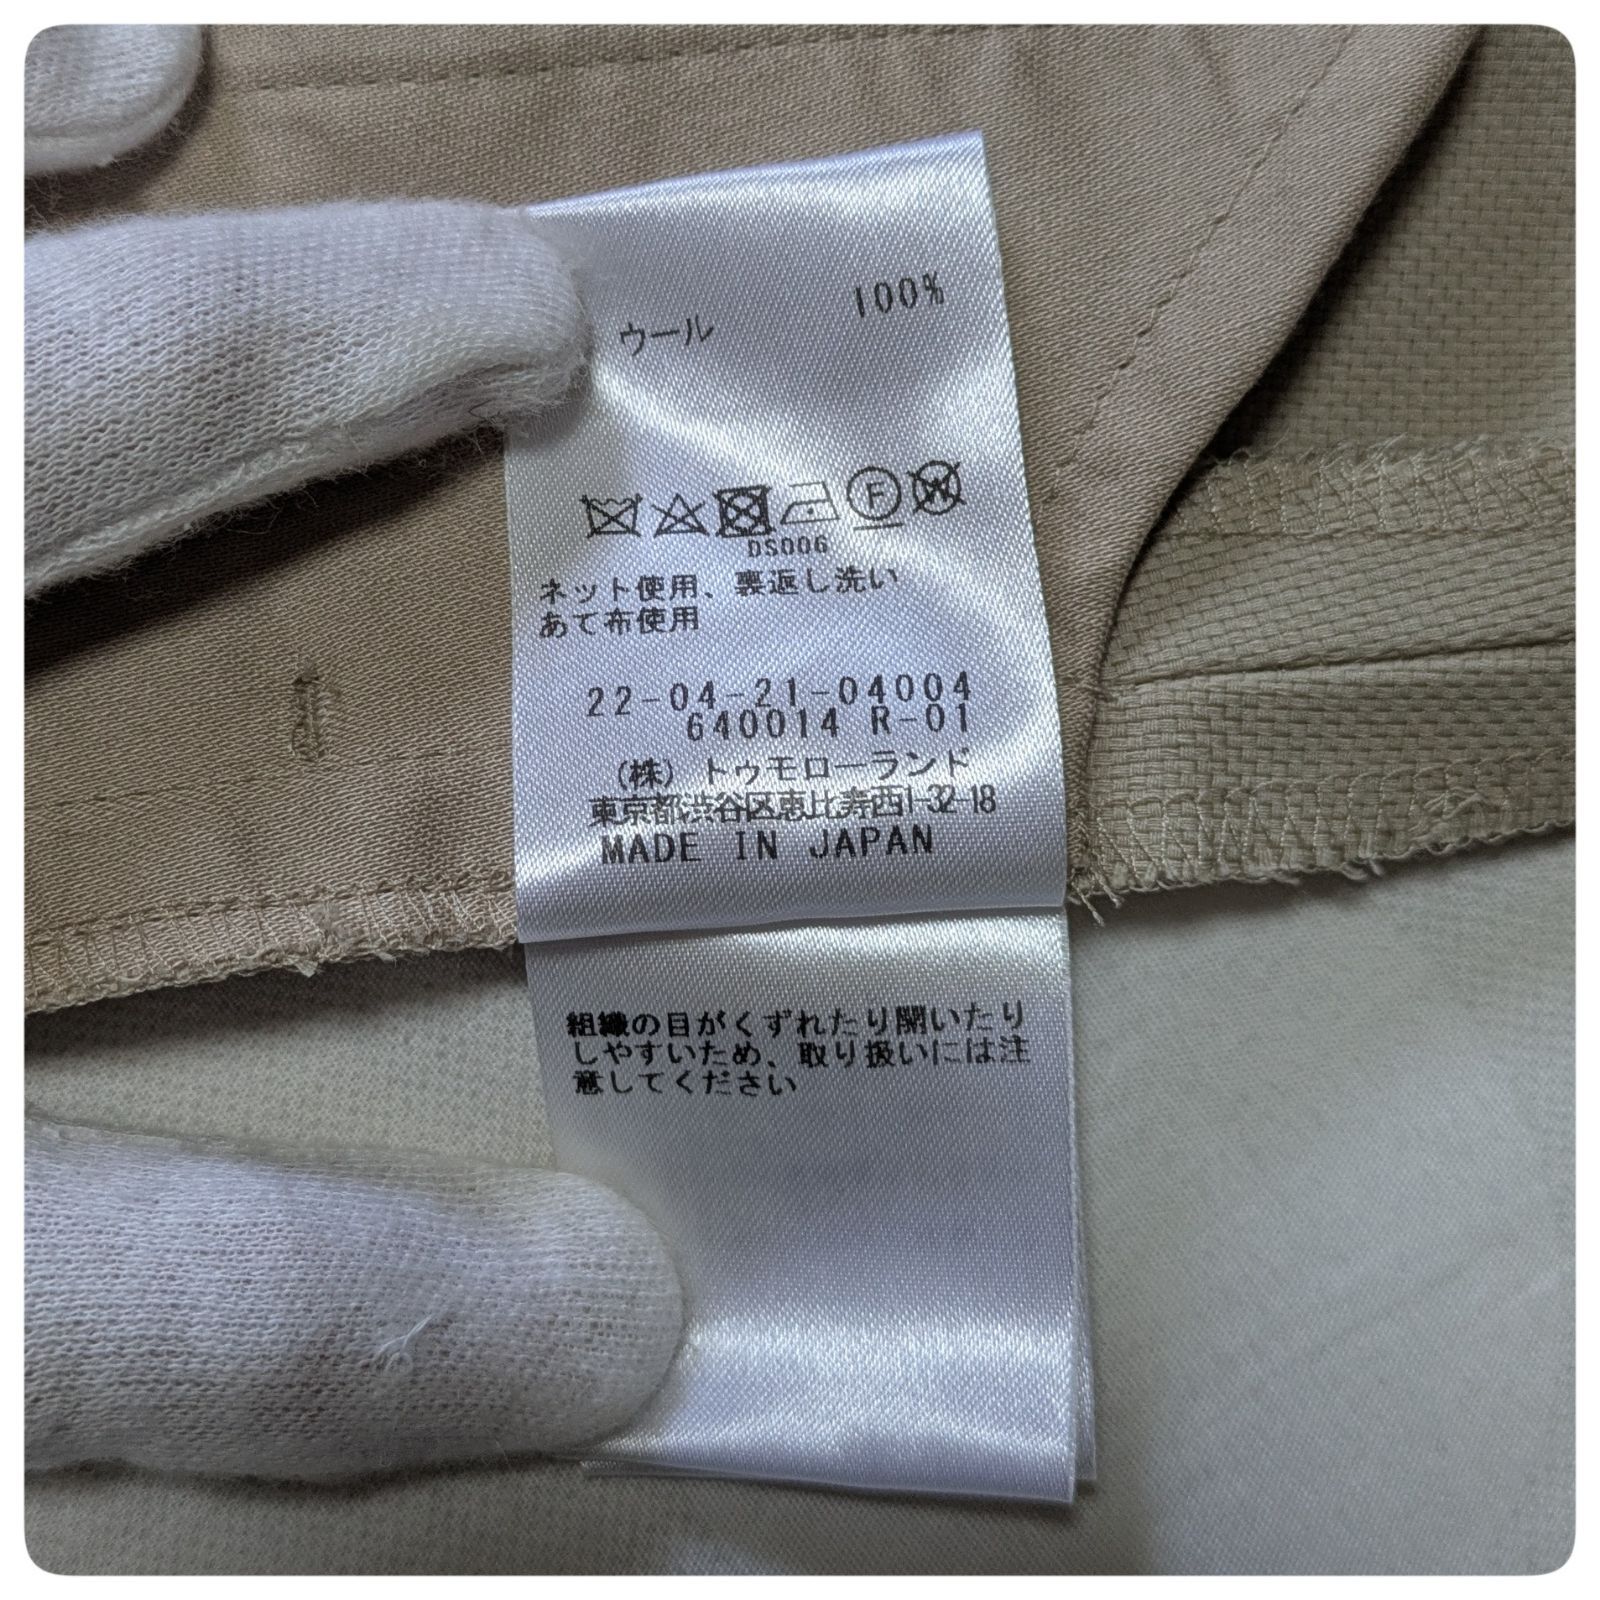 ウール 100%
F W
DS006
ネット使用、裏返し洗い
あて布使用
22-04-21-04004
640014 R-01
(株) トゥモローランド
東京都渋谷区恵比寿西1-32-18
MADE IN JAPAN
組織の目がくずれたり開いたり
しやすいため、取り扱いには注
意してください